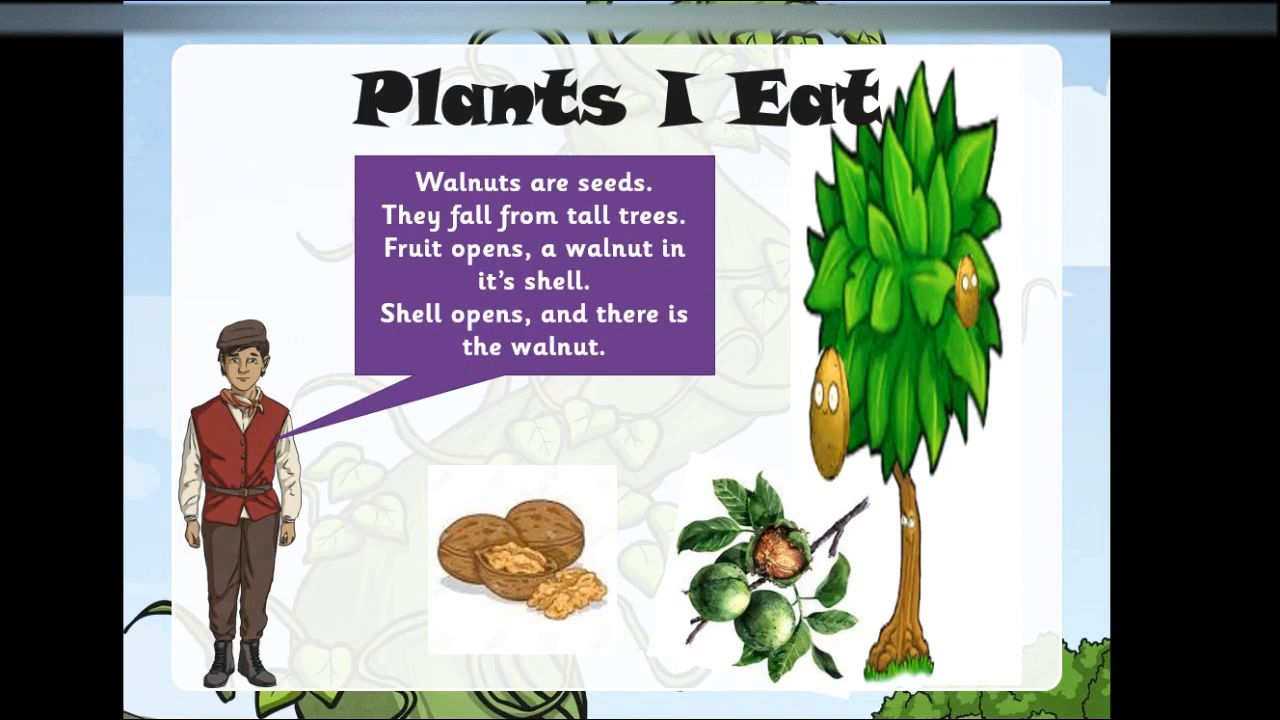 Plants I Eat
Walnuts are seeds.
They fall from tall trees.
Fruit opens, a walnut in
it’s shell.
Shell opens, and there is
the walnut.